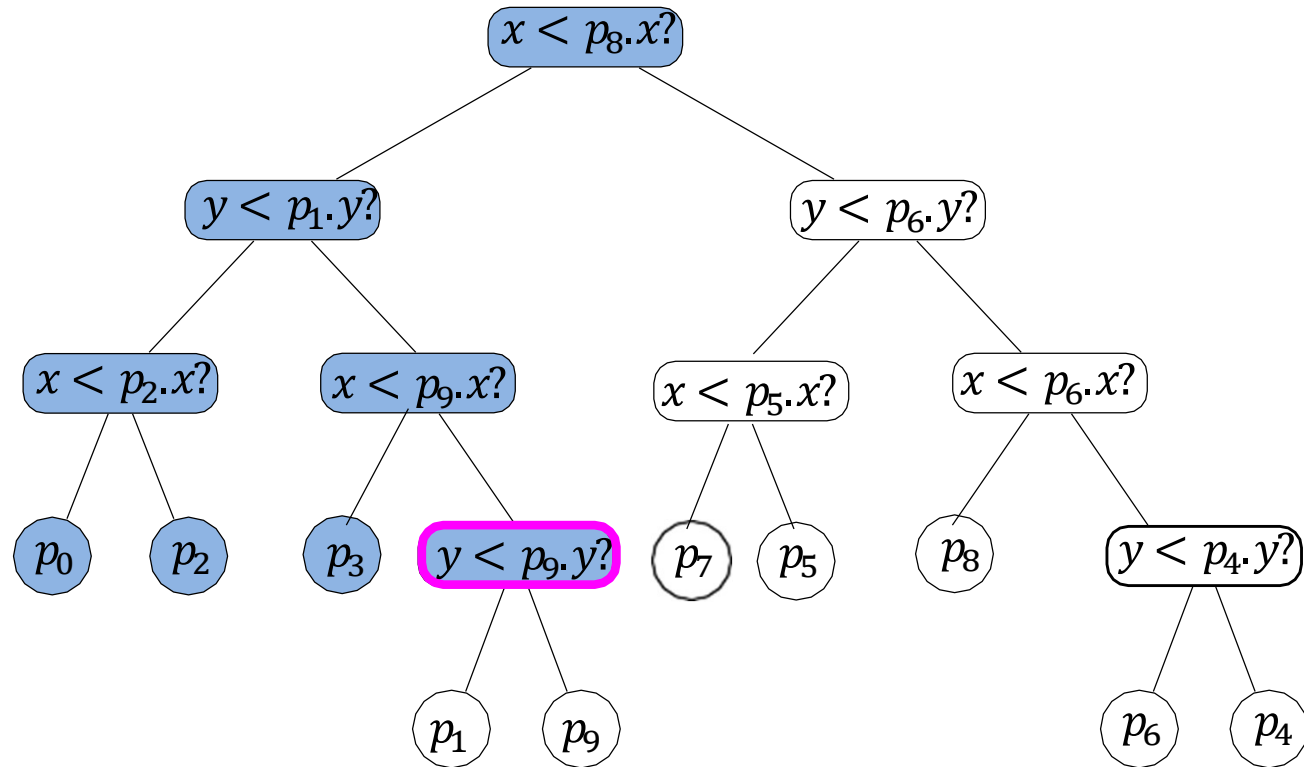 x < p₈.x?
y < p₁.y?
y < p₆.y?
x < p₂.x?
x < p₉.x?
x < p₅.x?
x < p₆.x?
p₀
p₂
p₃
y < p₉.y?
p₇
p₅
p₈
y < p₄.y?
p₁
p₉
p₆
p₄